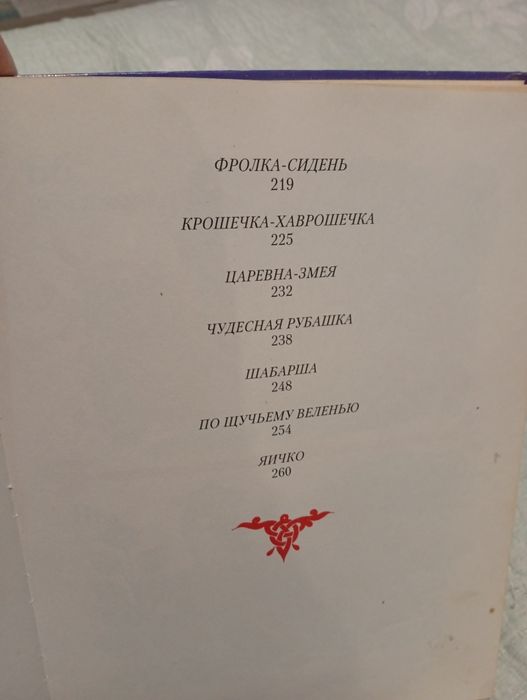 ФРОЛКА-СИДЕНЬ
219
КРОШЕЧКА-ХАВРОШЕЧКА
225
ЦАРЕВНА-ЗМЕЯ
232
ЧУДЕСНАЯ РУБАШКА
238
ШАБАРША
248
ПО ЩУЧЬЕМУ ВЕЛЕНЬЮ
254
ЯИЧКО
260